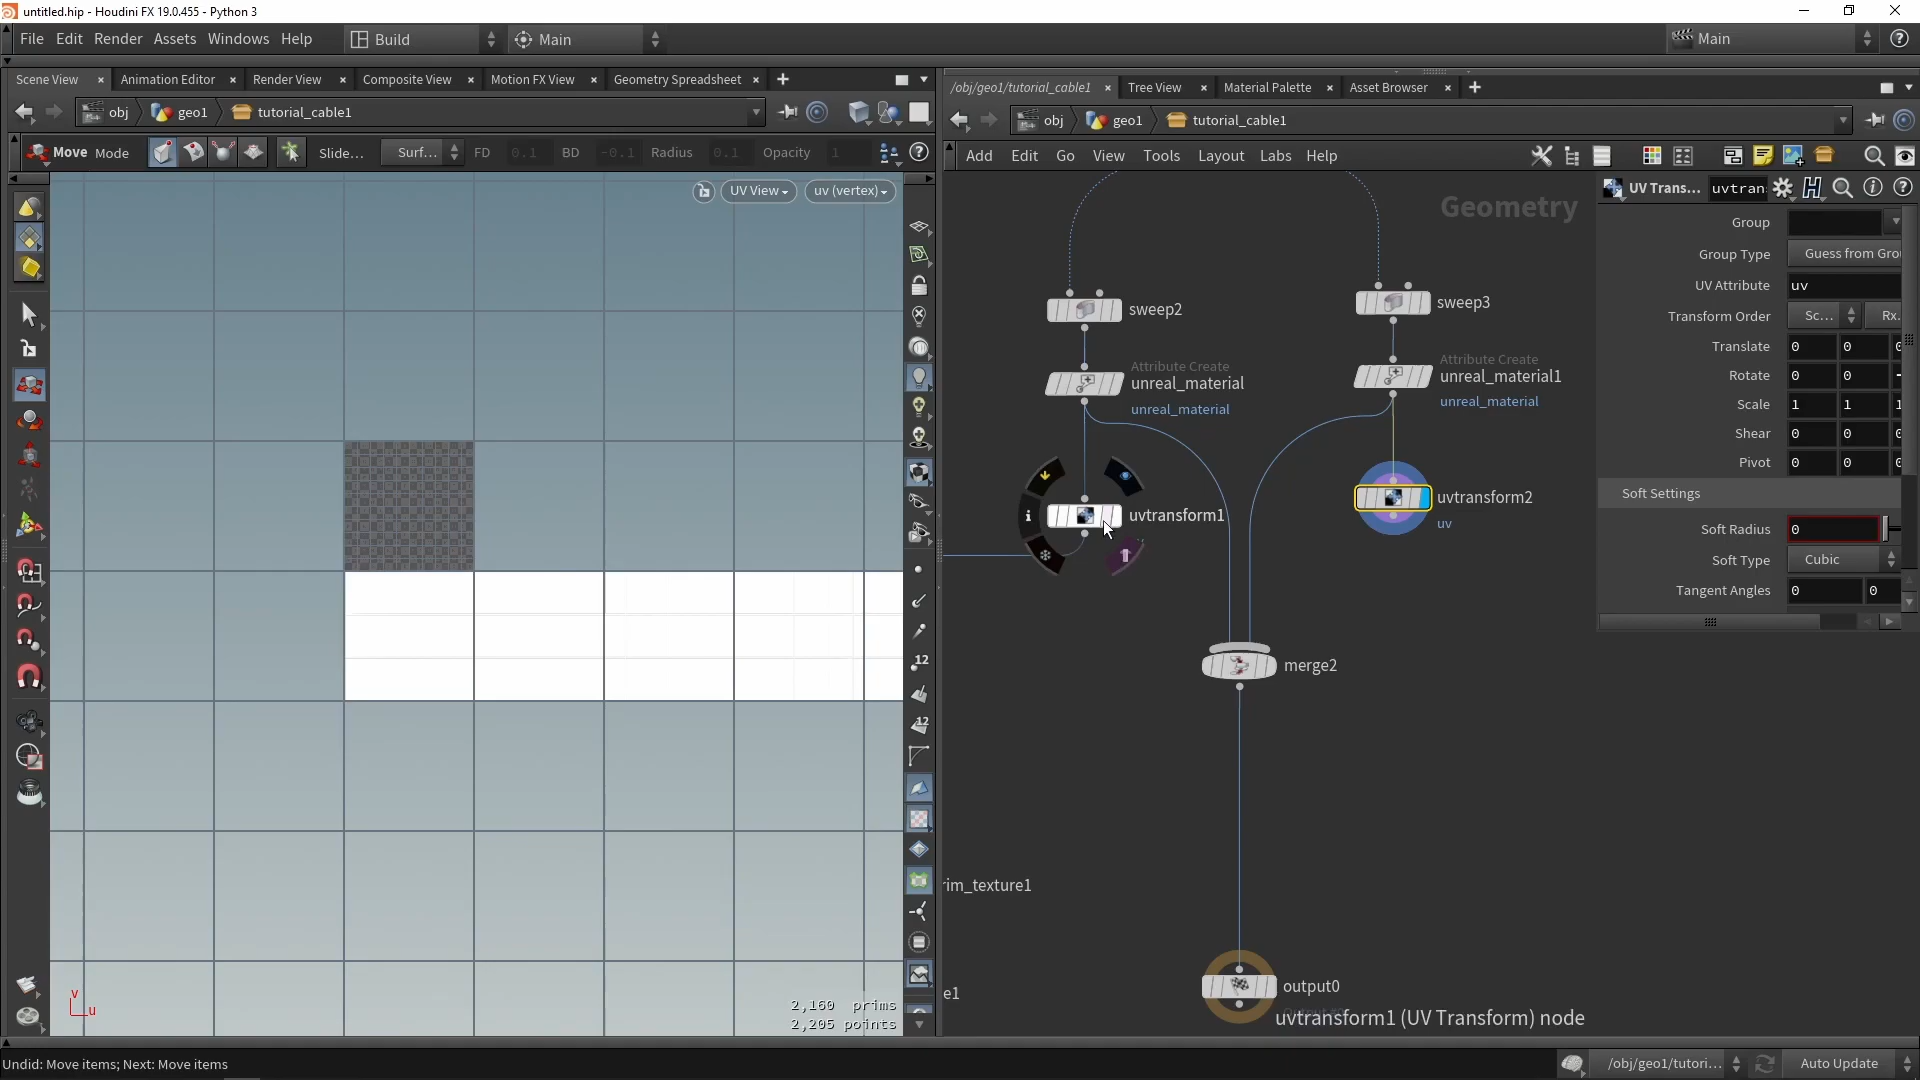 untitled.hip - Houdini FX 19.0.455 - Python 3
File Edit Render Assets Windows Help
Build
Main
Main
Scene View
Animation Editor
Render View
Composite View
Motion FX View
Geometry Spreadsheet
/obj/geo1/tutorial_cable1
Tree View
Material Palette
Asset Browser
obj
geo1
tutorial_cable1
obj
geo1
tutorial_cable1
Move Mode
Slide...
Surf...
FD 0.1
BD -0.1
Radius 0.1
Opacity 1
Add Edit Go View Tools Layout Labs Help
UV View
uv (vertex)
Geometry
UV Trans...
uvtran
Group
Group Type Guess from Gro
UV Attribute uv
Transform Order Sc... Rx.
Translate 0 0 0
Rotate 0 0
Scale 1 1 1
Shear 0 0 0
Pivot 0 0 0
Soft Settings
Soft Radius 0
Soft Type Cubic
Tangent Angles 0 0
sweep2
sweep3
Attribute Create
unreal_material
unreal_material
Attribute Create
unreal_material1
unreal_material
uvtransform1
uvtransform2
uv
merge2
rim_texture1
e1
output0
uvtransform1 (UV Transform) node
12
12
v
u
2,160 prims
2,205 points
Undid: Move items; Next: Move items
/obj/geo1/tutori...
Auto Update